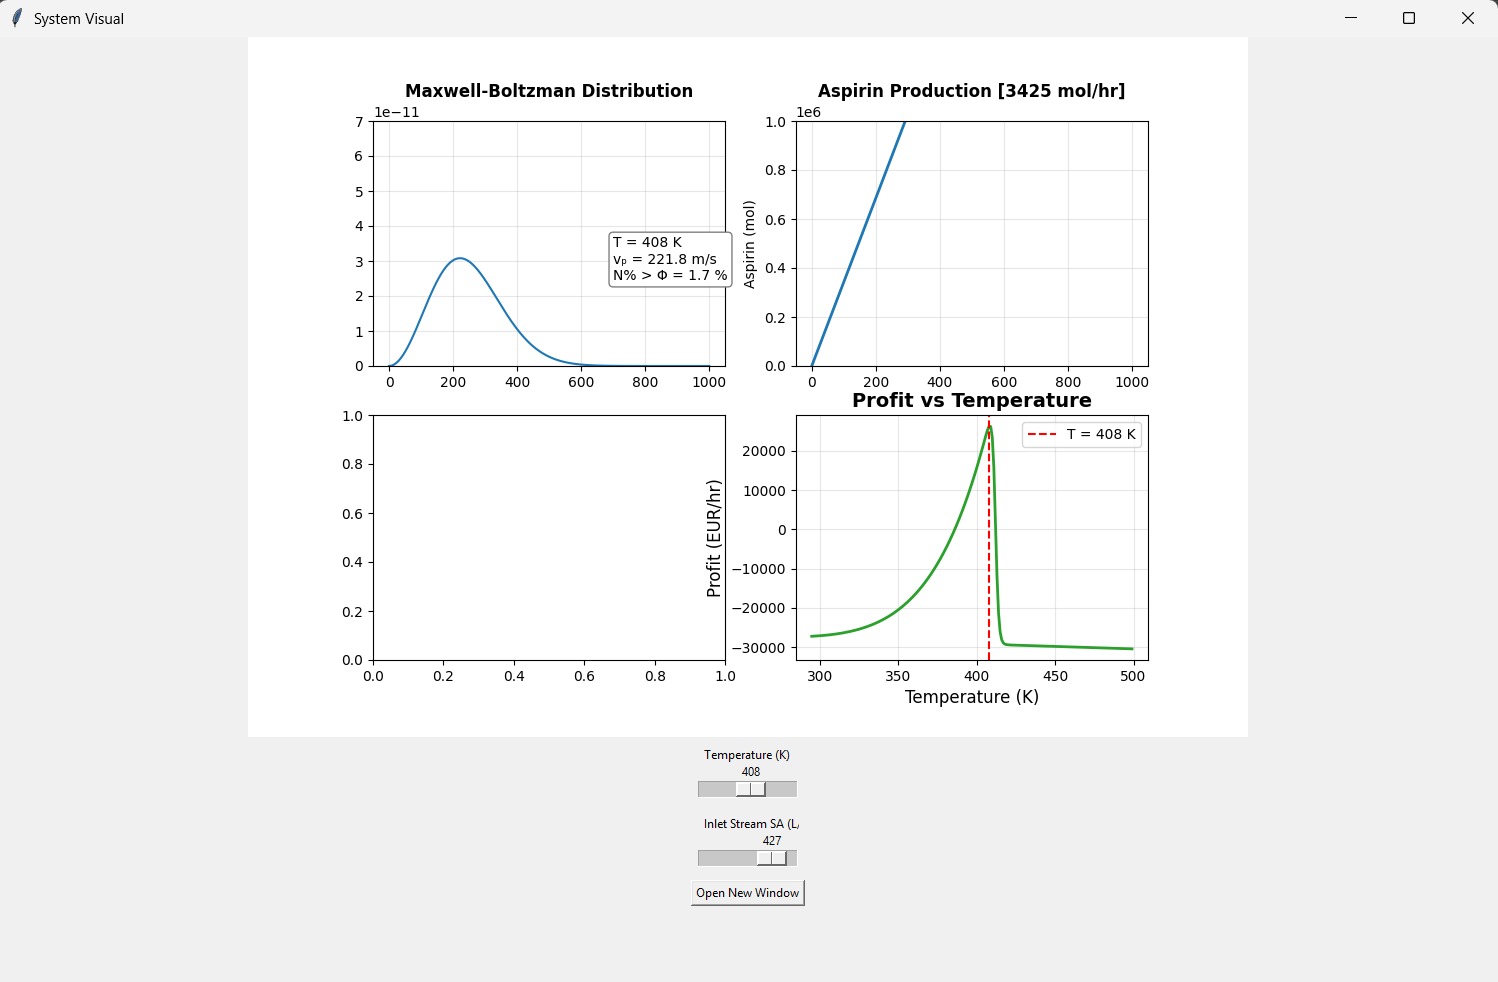 System Visual
Maxwell-Boltzman Distribution
1e−11
7
6
5
4
3
2
1
0
0 200 400 600 800 1000
T = 408 K
vₚ = 221.8 m/s
N% > Φ = 1.7 %
Aspirin Production [3425 mol/hr]
1e6
Aspirin (mol)
1.0
0.8
0.6
0.4
0.2
0.0
0 200 400 600 800 1000
1.0
0.8
0.6
0.4
0.2
0.0
0.0 0.2 0.4 0.6 0.8 1.0
Profit vs Temperature
Profit (EUR/hr)
20000
10000
0
−10000
−20000
−30000
T = 408 K
300 350 400 450 500
Temperature (K)
Temperature (K)
408
Inlet Stream SA (L/
427
Open New Window